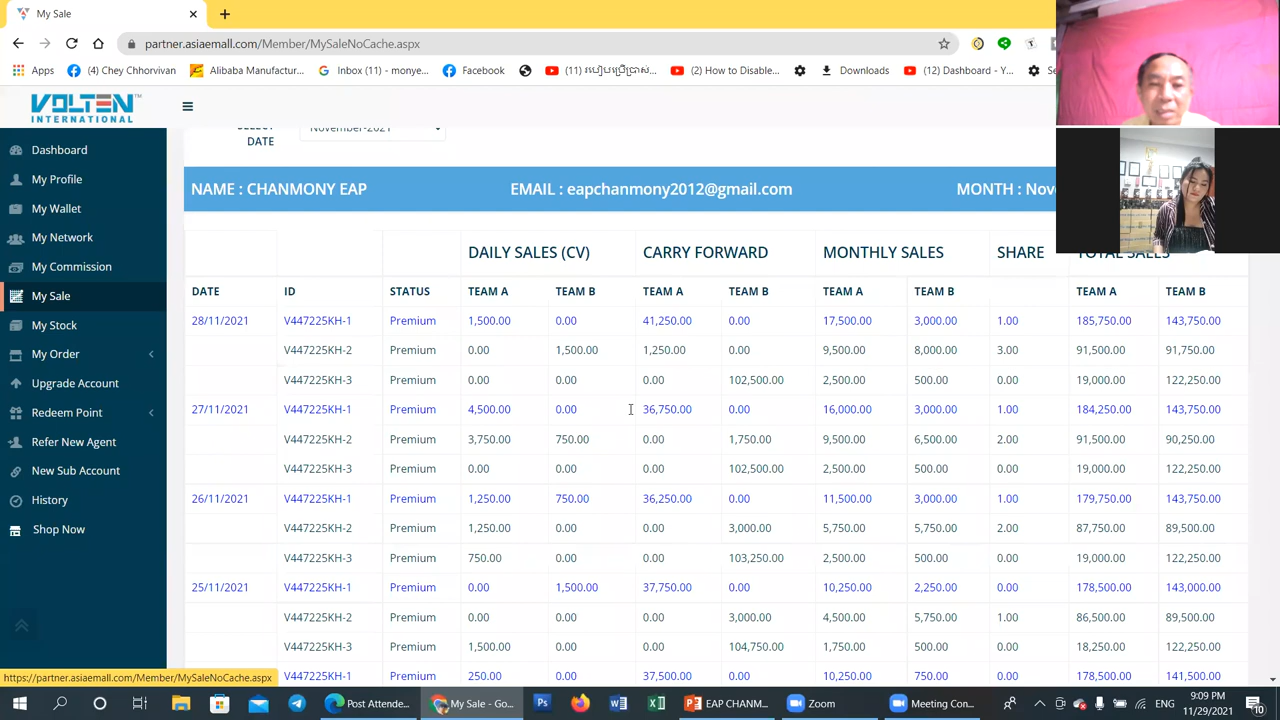 My Sale
partner.asiaemall.com/Member/MySaleNoCache.aspx
Apps (4) Chey Chhorvivan Alibaba Manufactur... Inbox (11) - monye... Facebook (11) របៀបប្រើប្រាស់... (2) How to Disable... Downloads (12) Dashboard - Y...
VOLTEN™
INTERNATIONAL
SELECT DATE November-2021
Dashboard
My Profile
My Wallet
My Network
My Commission
My Sale
My Stock
My Order
Upgrade Account
Redeem Point
Refer New Agent
New Sub Account
History
Shop Now
NAME : CHANMONY EAP EMAIL : eapchanmony2012@gmail.com MONTH :
DAILY SALES (CV) CARRY FORWARD MONTHLY SALES SHARE TOTAL SALES
DATE ID STATUS TEAM A TEAM B TEAM A TEAM B TEAM A TEAM B TEAM A TEAM B
28/11/2021 V447225KH-1 Premium 1,500.00 0.00 41,250.00 0.00 17,500.00 3,000.00 1.00 185,750.00 143,750.00
V447225KH-2 Premium 0.00 1,500.00 1,250.00 0.00 9,500.00 8,000.00 3.00 91,500.00 91,750.00
V447225KH-3 Premium 0.00 0.00 0.00 102,500.00 2,500.00 500.00 0.00 19,000.00 122,250.00
27/11/2021 V447225KH-1 Premium 4,500.00 0.00 36,750.00 0.00 16,000.00 3,000.00 1.00 184,250.00 143,750.00
V447225KH-2 Premium 3,750.00 750.00 0.00 1,750.00 9,500.00 6,500.00 2.00 91,500.00 90,250.00
V447225KH-3 Premium 0.00 0.00 0.00 102,500.00 2,500.00 500.00 0.00 19,000.00 122,250.00
26/11/2021 V447225KH-1 Premium 1,250.00 750.00 36,250.00 0.00 11,500.00 3,000.00 1.00 179,750.00 143,750.00
V447225KH-2 Premium 1,250.00 0.00 0.00 3,000.00 5,750.00 5,750.00 2.00 87,750.00 89,500.00
V447225KH-3 Premium 750.00 0.00 0.00 103,250.00 2,500.00 500.00 0.00 19,000.00 122,250.00
25/11/2021 V447225KH-1 Premium 0.00 1,500.00 37,750.00 0.00 10,250.00 2,250.00 0.00 178,500.00 143,000.00
V447225KH-2 Premium 0.00 0.00 0.00 3,000.00 4,500.00 5,750.00 1.00 86,500.00 89,500.00
V447225KH-3 Premium 1,500.00 0.00 0.00 104,750.00 1,750.00 500.00 0.00 18,250.00 122,250.00
V447225KH-1 Premium 250.00 0.00 37,500.00 0.00 10,250.00 750.00 0.00 178,500.00 141,500.00
https://partner.asiaemall.com/Member/MySaleNoCache.aspx
Post Attende... My Sale - Go... EAP CHANM... Zoom Meeting Con... ENG 9:09 PM
11/29/2021 10